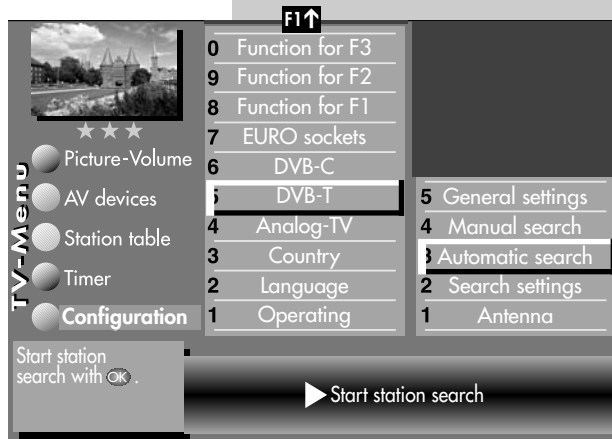 F1↑
0 Function for F3
9 Function for F2
8 Function for F1
7 EURO sockets
6 DVB-C
5 DVB-T
4 Analog-TV
3 Country
2 Language
1 Operating
TV-Menu
Picture-Volume
AV devices
Station table
Timer
Configuration
5 General settings
4 Manual search
3 Automatic search
2 Search settings
1 Antenna
Start station
search with OK .
Start station search